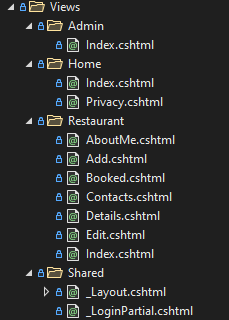 Views
Admin
Index.cshtml
Home
Index.cshtml
Privacy.cshtml
Restaurant
AboutMe.cshtml
Add.cshtml
Booked.cshtml
Contacts.cshtml
Details.cshtml
Edit.cshtml
Index.cshtml
Shared
_Layout.cshtml
_LoginPartial.cshtml